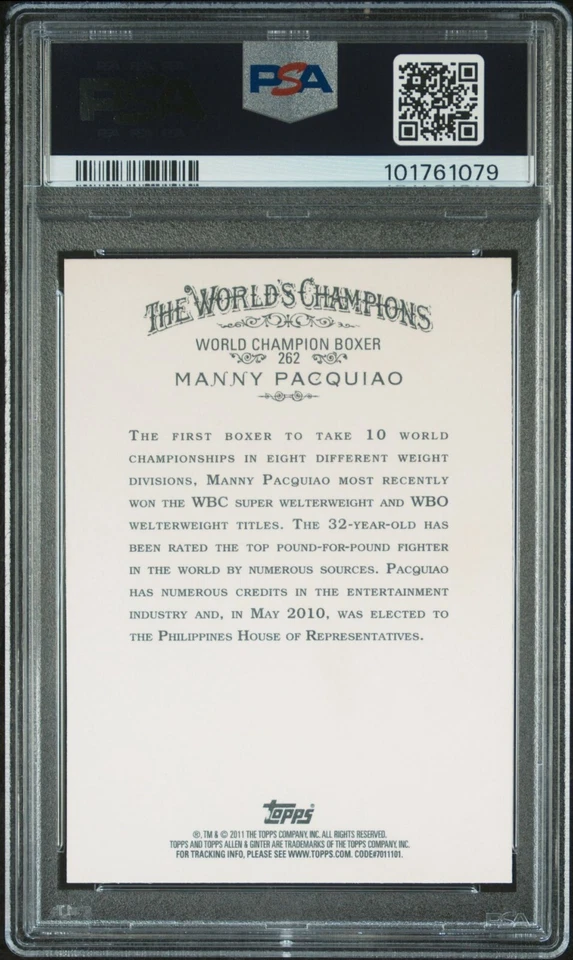 PSA
101761079
THE WORLD'S CHAMPIONS
WORLD CHAMPION BOXER
262
MANNY PACQUIAO
THE FIRST BOXER TO TAKE 10 WORLD
CHAMPIONSHIPS IN EIGHT DIFFERENT WEIGHT
DIVISIONS, MANNY PACQUIAO MOST RECENTLY
WON THE WBC SUPER WELTERWEIGHT AND WBO
WELTERWEIGHT TITLES. THE 32-YEAR-OLD HAS
BEEN RATED THE TOP POUND-FOR-POUND FIGHTER
IN THE WORLD BY NUMEROUS SOURCES. PACQUIAO
HAS NUMEROUS CREDITS IN THE ENTERTAINMENT
INDUSTRY AND, IN MAY 2010, WAS ELECTED TO
THE PHILIPPINES HOUSE OF REPRESENTATIVES.
Topps
®, TM & © 2011 THE TOPPS COMPANY, INC. ALL RIGHTS RESERVED.
TOPPS AND TOPPS ALLEN & GINTER ARE TRADEMARKS OF THE TOPPS COMPANY, INC.
FOR TRACKING INFO, PLEASE SEE WWW.TOPPS.COM. CODE#7011101.
PSA